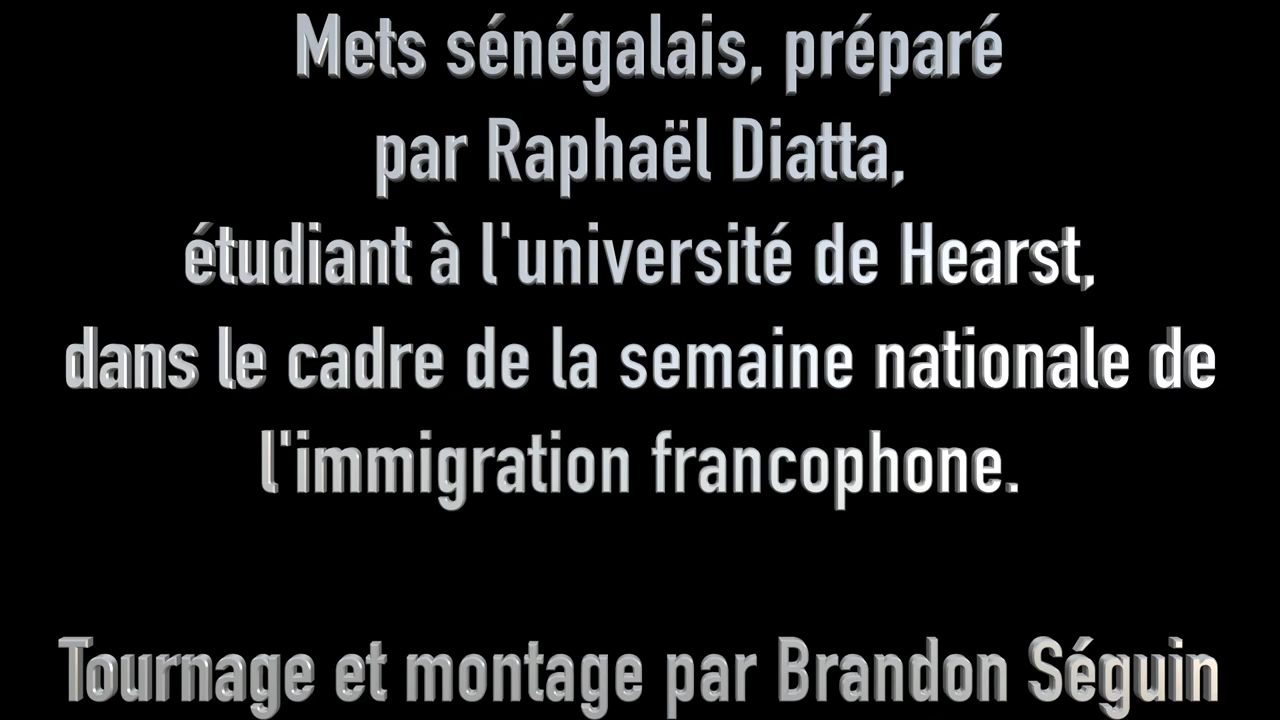 Mets sénégalais, préparé
par Raphaël Diatta,
étudiant à l'université de Hearst,
dans le cadre de la semaine nationale de
l'immigration francophone.
Tournage et montage par Brandon Séguin